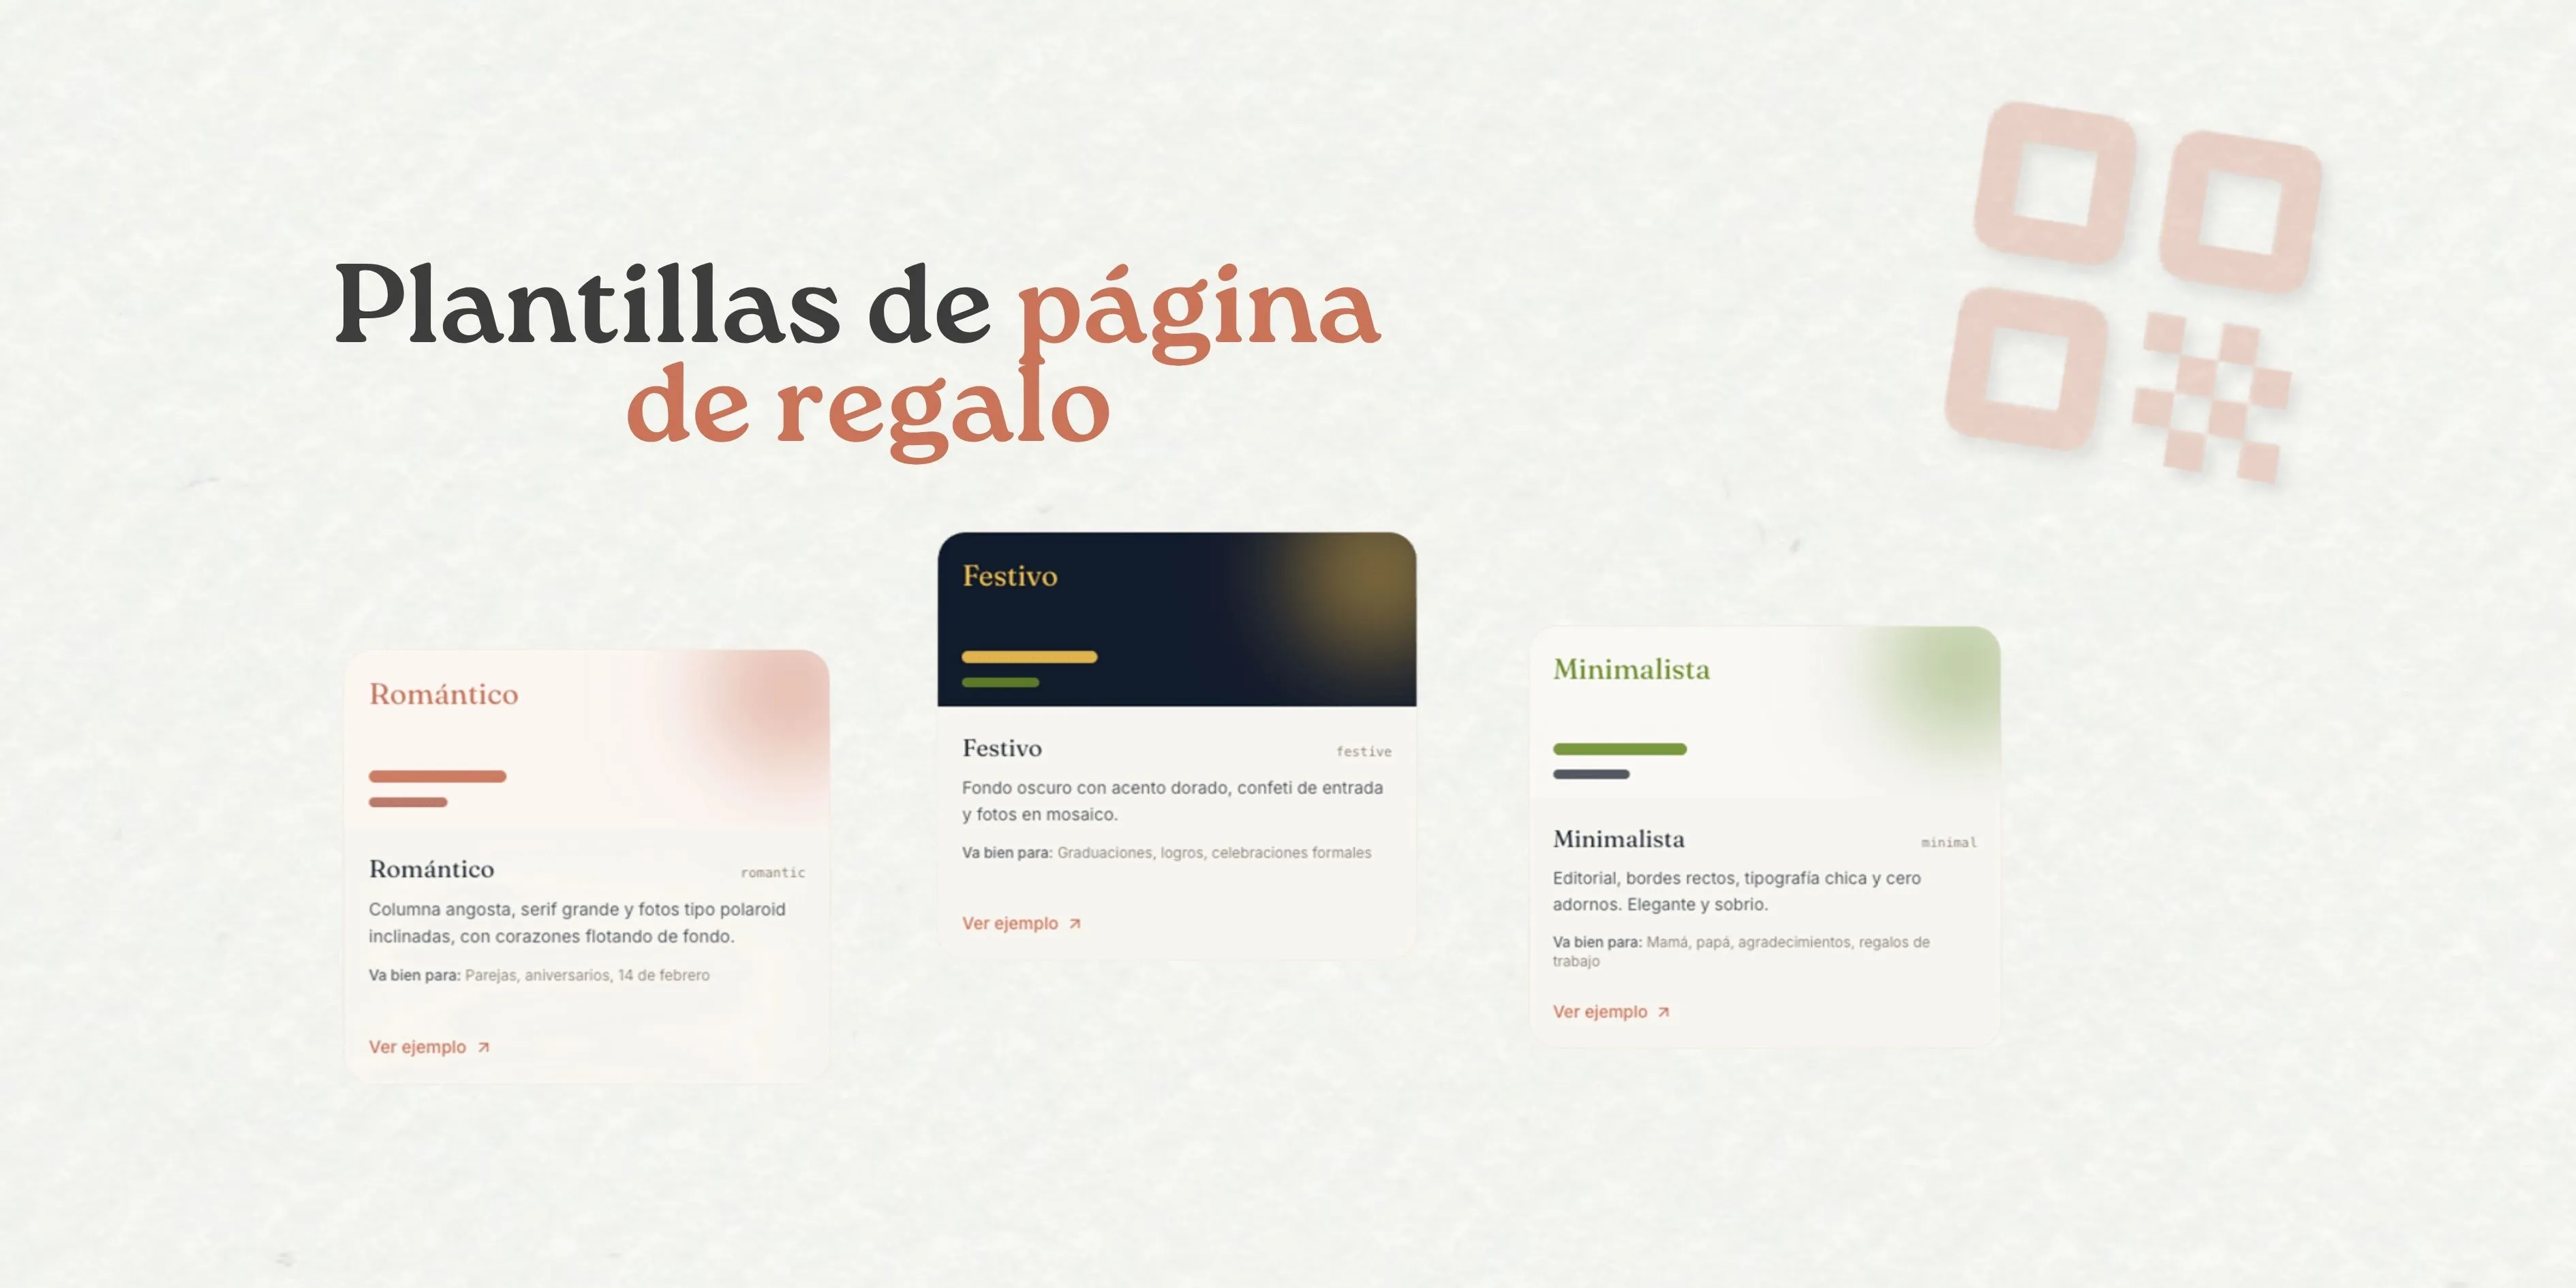 Plantillas de página
de regalo
Romántico
Romántico
romantic
Columna angosta, serif grande y fotos tipo polaroid
inclinadas, con corazones flotando de fondo.
Va bien para: Parejas, aniversarios, 14 de febrero
Ver ejemplo ↗
Festivo
Festivo
festive
Fondo oscuro con acento dorado, confeti de entrada
y fotos en mosaico.
Va bien para: Graduaciones, logros, celebraciones formales
Ver ejemplo ↗
Minimalista
Minimalista
minimal
Editorial, bordes rectos, tipografía chica y cero
adornos. Elegante y sobrio.
Va bien para: Mamá, papá, agradecimientos, regalos de
trabajo
Ver ejemplo ↗